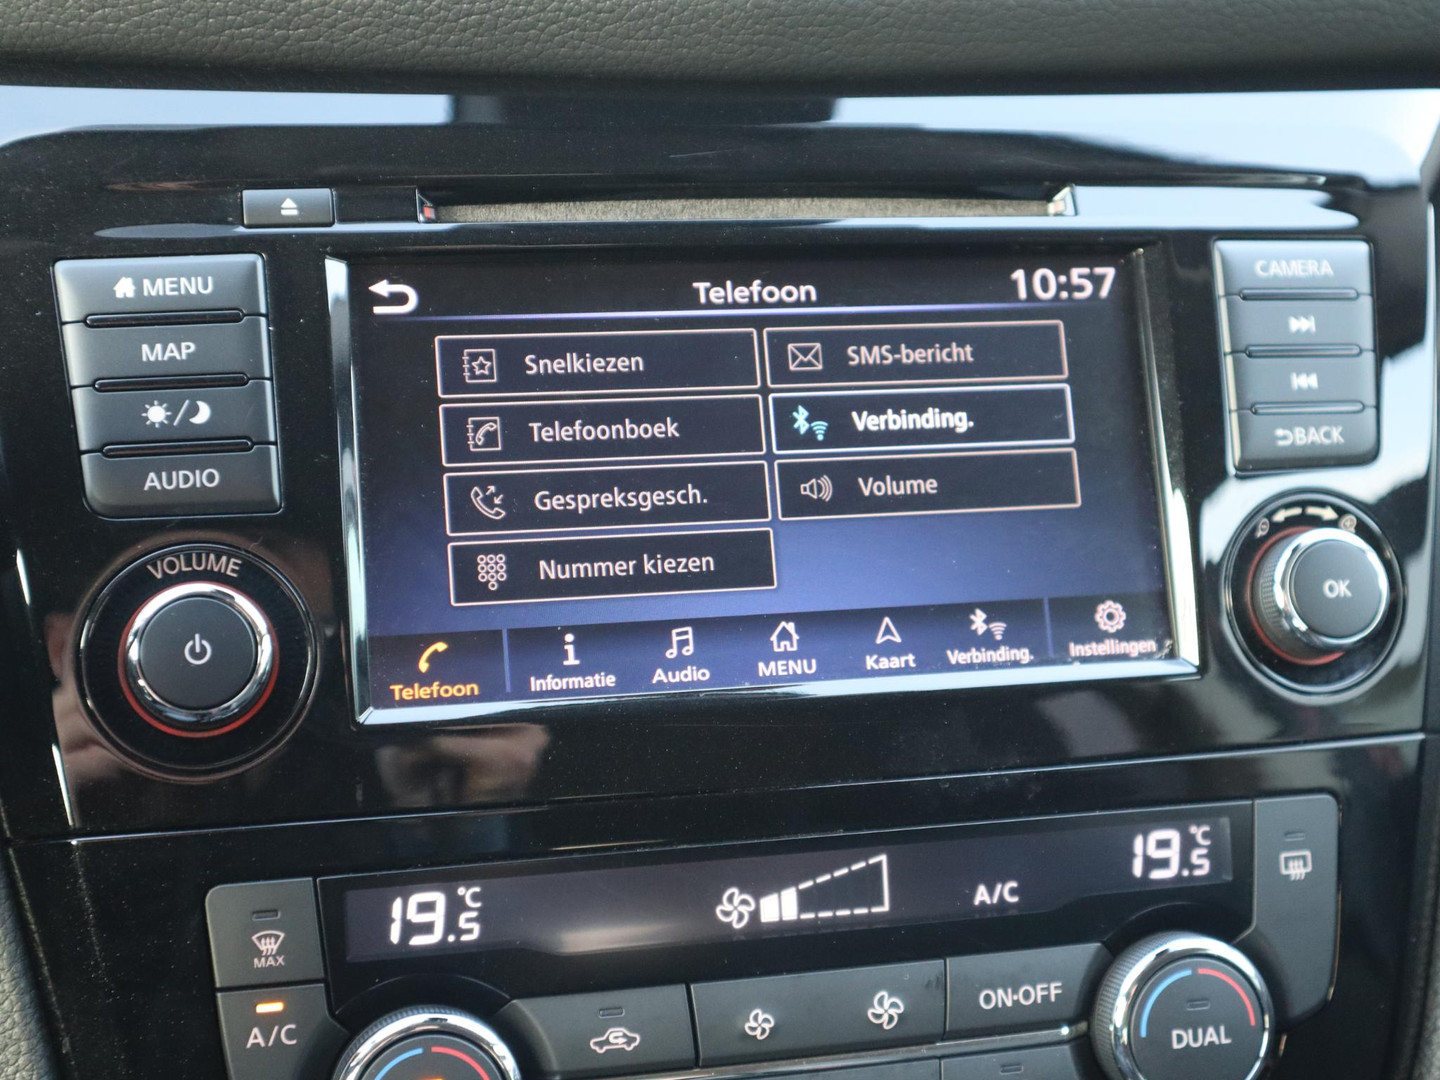 MENU
MAP
AUDIO
VOLUME
Telefoon
10:57
Snelkiezen
SMS-bericht
Telefoonboek
Verbinding.
Gespreksgesch.
Volume
Nummer kiezen
Telefoon
Informatie
Audio
MENU
Kaart
Verbinding.
Instellingen
CAMERA
BACK
OK
19.5 °C
A/C
19.5 °C
MAX
A/C
ON·OFF
DUAL